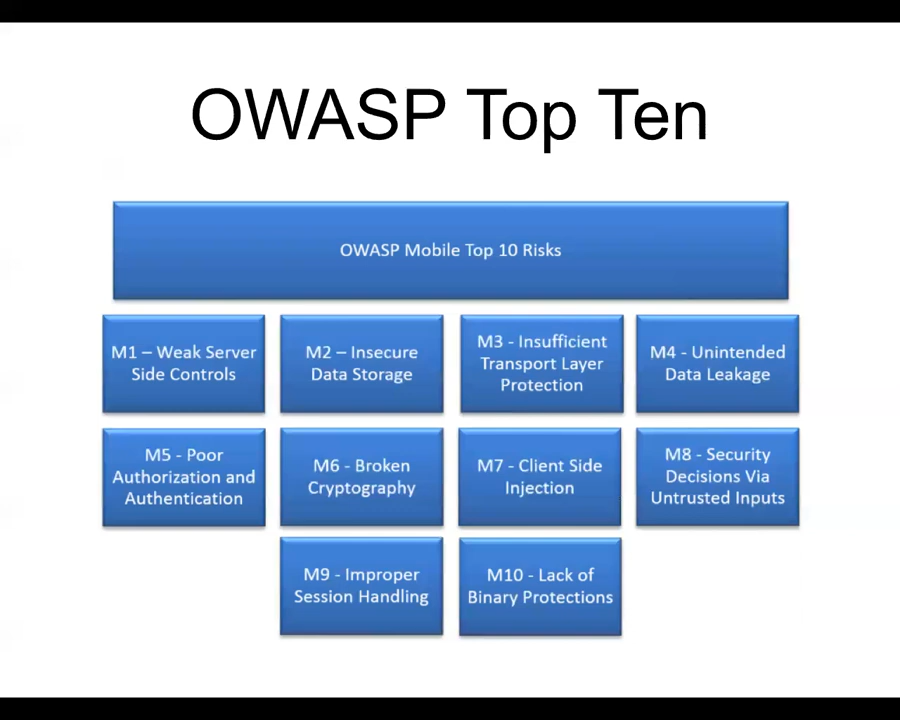 OWASP Top Ten
OWASP Mobile Top 10 Risks
M1 – Weak Server
Side Controls
M2 – Insecure
Data Storage
M3 - Insufficient
Transport Layer
Protection
M4 - Unintended
Data Leakage
M5 - Poor
Authorization and
Authentication
M6 - Broken
Cryptography
M7 - Client Side
Injection
M8 - Security
Decisions Via
Untrusted Inputs
M9 - Improper
Session Handling
M10 - Lack of
Binary Protections